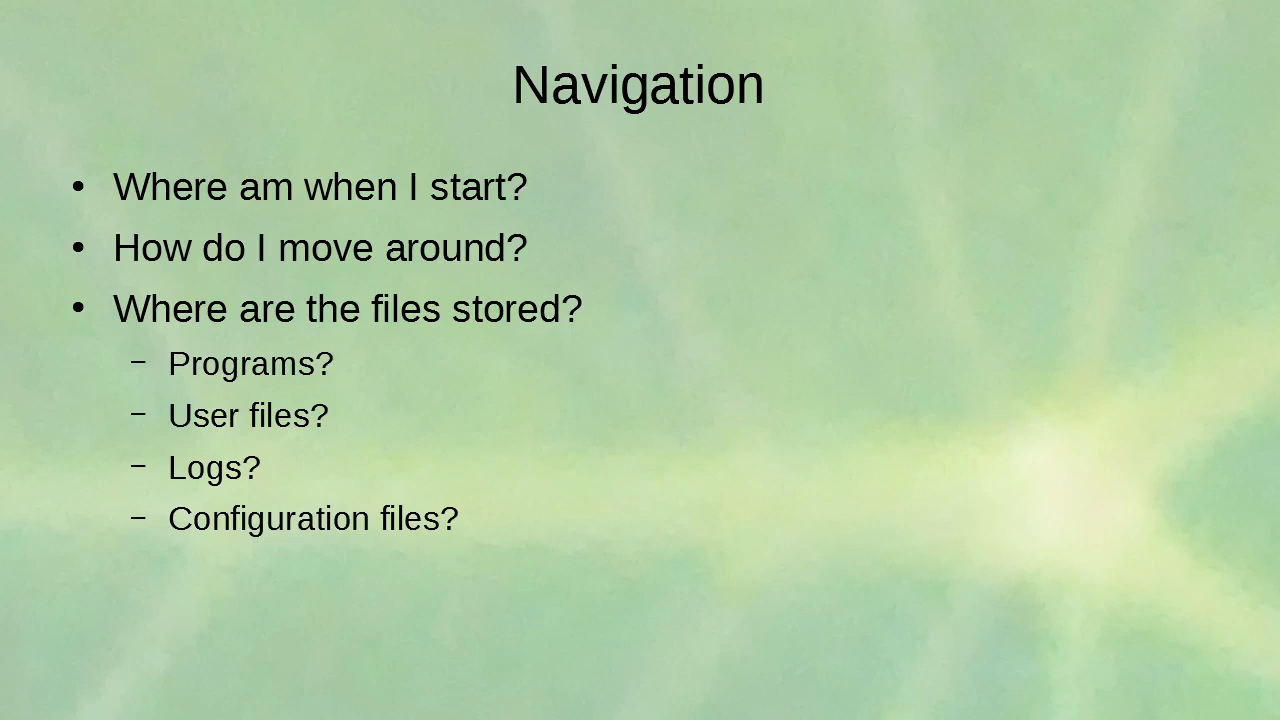 Navigation
• Where am when I start?
• How do I move around?
• Where are the files stored?
– Programs?
– User files?
– Logs?
– Configuration files?